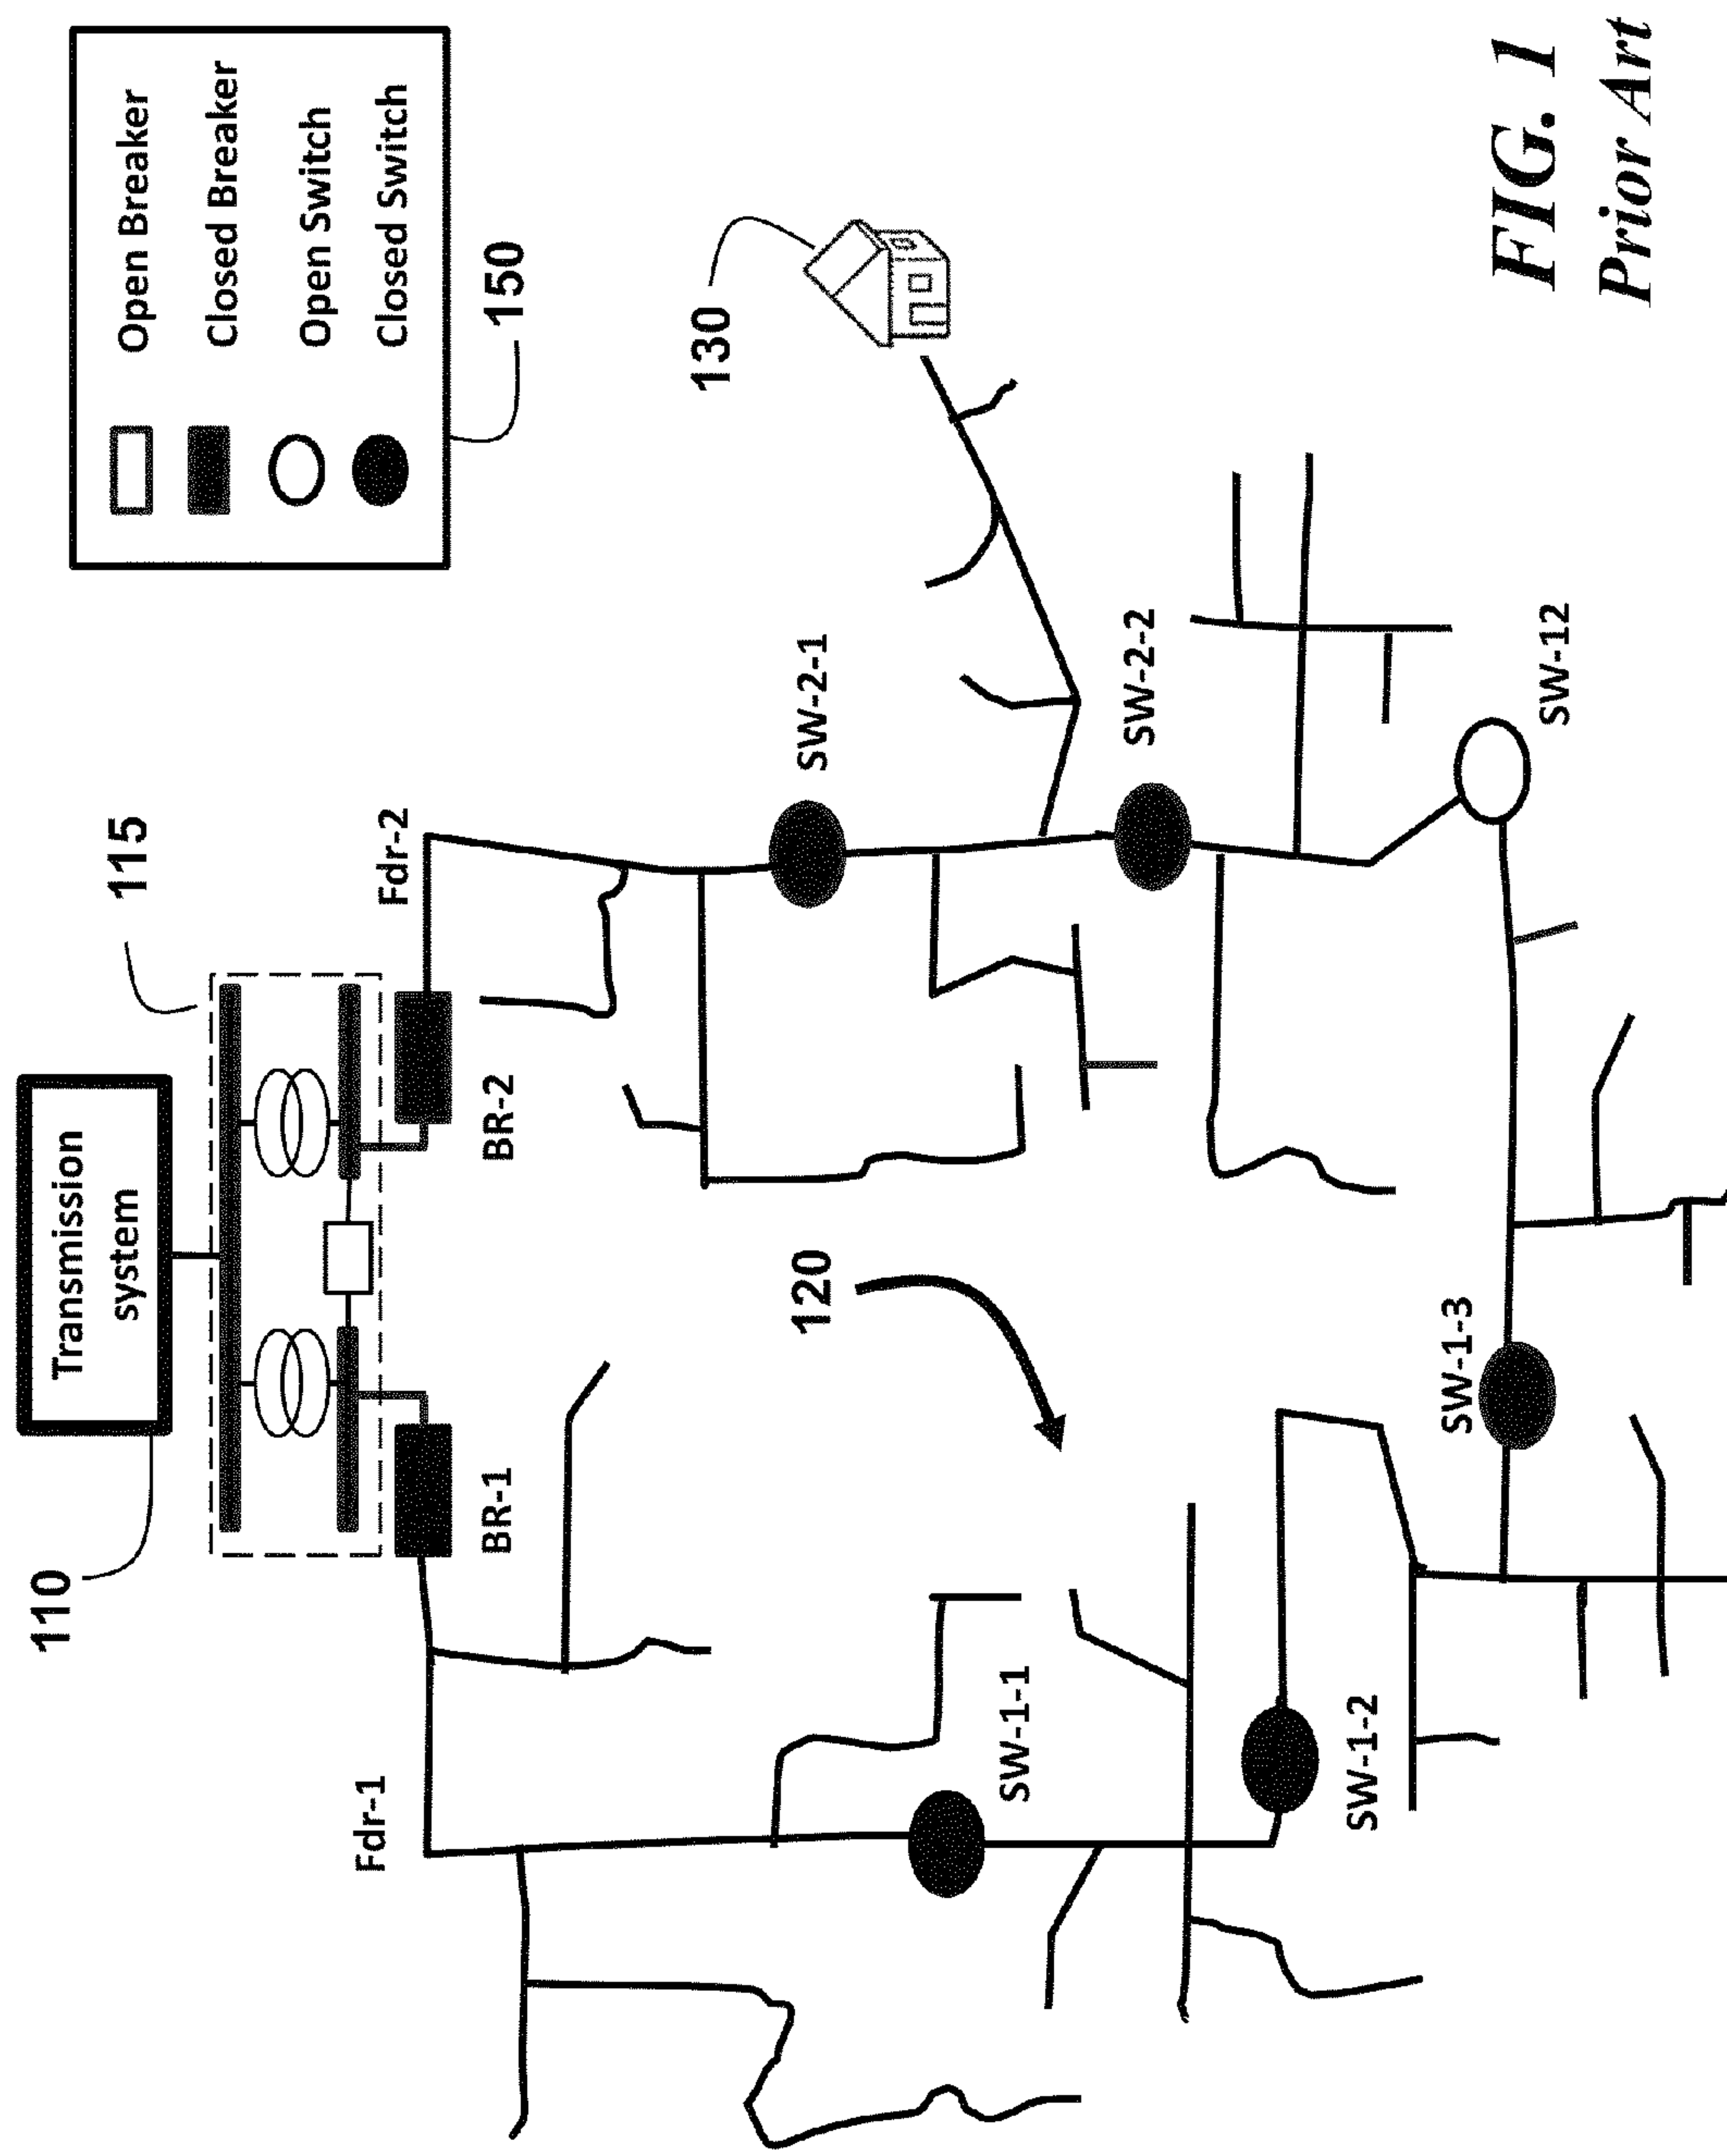 110
Transmission
system
115
Open Breaker
Closed Breaker
Open Switch
Closed Switch
150
Fdr-1
BR-1
BR-2
Fdr-2
130
120
SW-2-1
SW-1-1
SW-2-2
SW-1-2
SW-1-3
SW-12
FIG. 1
Prior Art